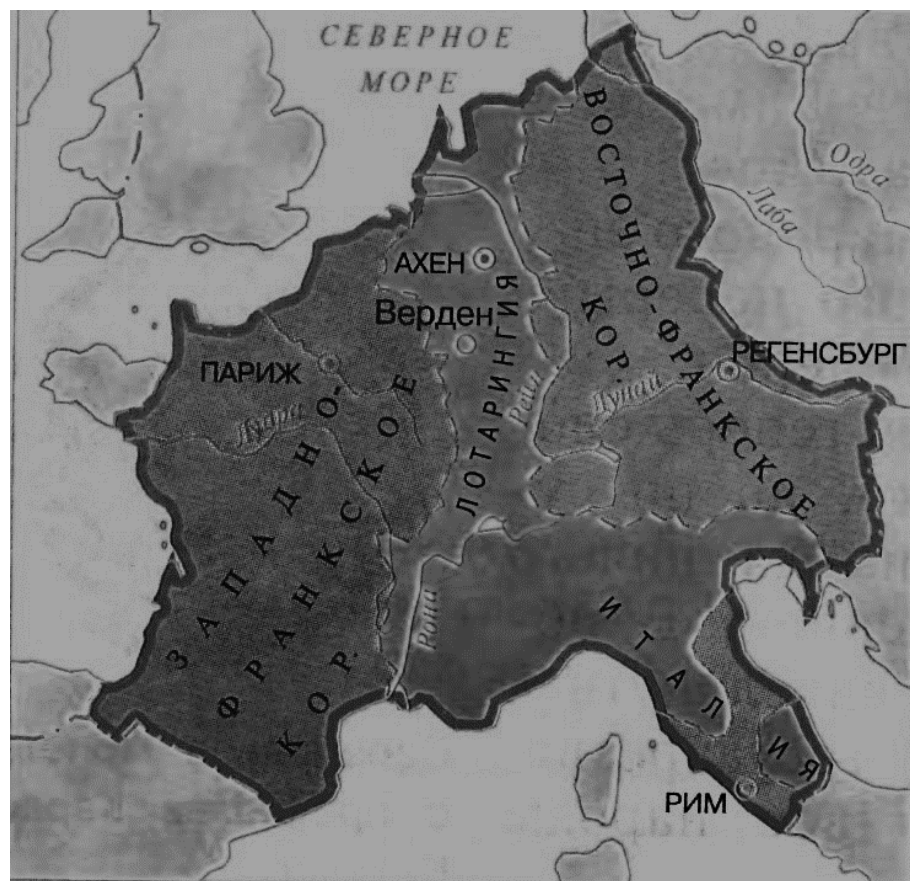 СЕВЕРНОЕ
МОРЕ
ВОСТОЧНО-ФРАНКСКОЕ
КОР.
Одра
Лаба
АХЕН
Верден
ЛОТАРИНГИЯ
РЕГЕНСБУРГ
ПАРИЖ
Рейн
Дунай
Луара
ЗАПАДНО-
ФРАНКСКОЕ
КОР.
Рона
ИТАЛИЯ
РИМ